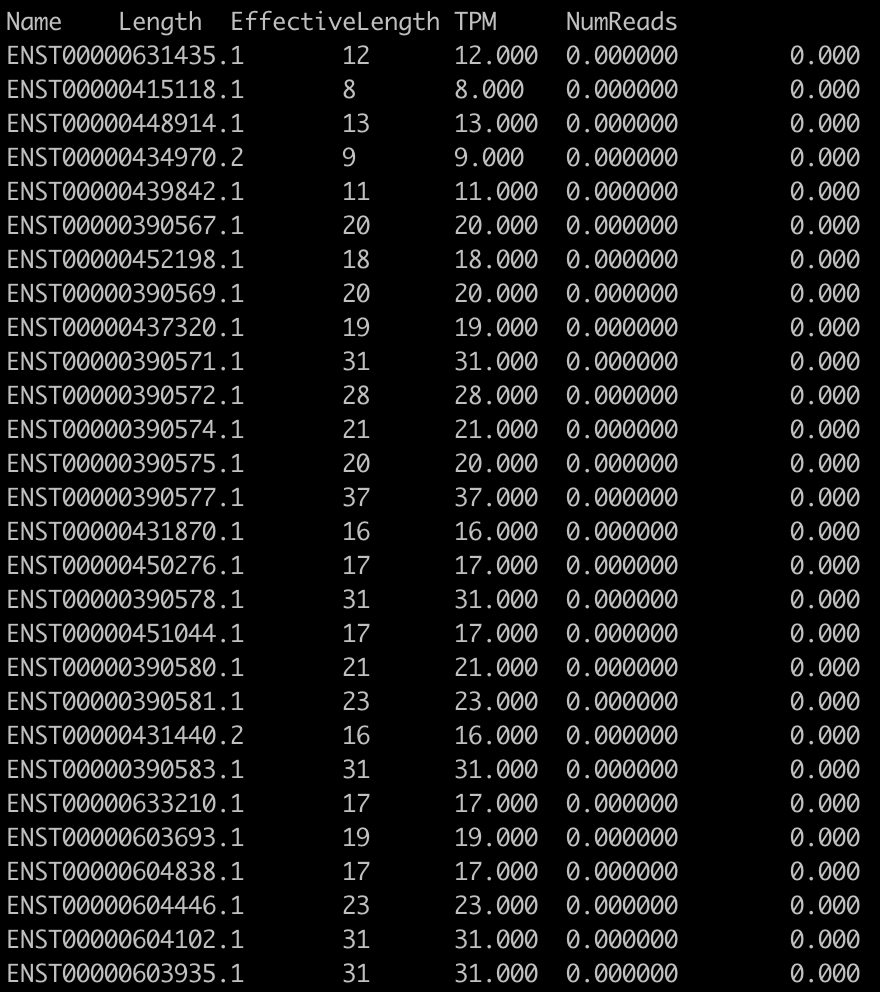 Name Length EffectiveLength TPM NumReads
ENST00000631435.1 12 12.000 0.000000 0.000
ENST00000415118.1 8 8.000 0.000000 0.000
ENST00000448914.1 13 13.000 0.000000 0.000
ENST00000434970.2 9 9.000 0.000000 0.000
ENST00000439842.1 11 11.000 0.000000 0.000
ENST00000390567.1 20 20.000 0.000000 0.000
ENST00000452198.1 18 18.000 0.000000 0.000
ENST00000390569.1 20 20.000 0.000000 0.000
ENST00000437320.1 19 19.000 0.000000 0.000
ENST00000390571.1 31 31.000 0.000000 0.000
ENST00000390572.1 28 28.000 0.000000 0.000
ENST00000390574.1 21 21.000 0.000000 0.000
ENST00000390575.1 20 20.000 0.000000 0.000
ENST00000390577.1 37 37.000 0.000000 0.000
ENST00000431870.1 16 16.000 0.000000 0.000
ENST00000450276.1 17 17.000 0.000000 0.000
ENST00000390578.1 31 31.000 0.000000 0.000
ENST00000451044.1 17 17.000 0.000000 0.000
ENST00000390580.1 21 21.000 0.000000 0.000
ENST00000390581.1 23 23.000 0.000000 0.000
ENST00000431440.2 16 16.000 0.000000 0.000
ENST00000390583.1 31 31.000 0.000000 0.000
ENST00000633210.1 17 17.000 0.000000 0.000
ENST00000603693.1 19 19.000 0.000000 0.000
ENST00000604838.1 17 17.000 0.000000 0.000
ENST00000604446.1 23 23.000 0.000000 0.000
ENST00000604102.1 31 31.000 0.000000 0.000
ENST00000603935.1 31 31.000 0.000000 0.000